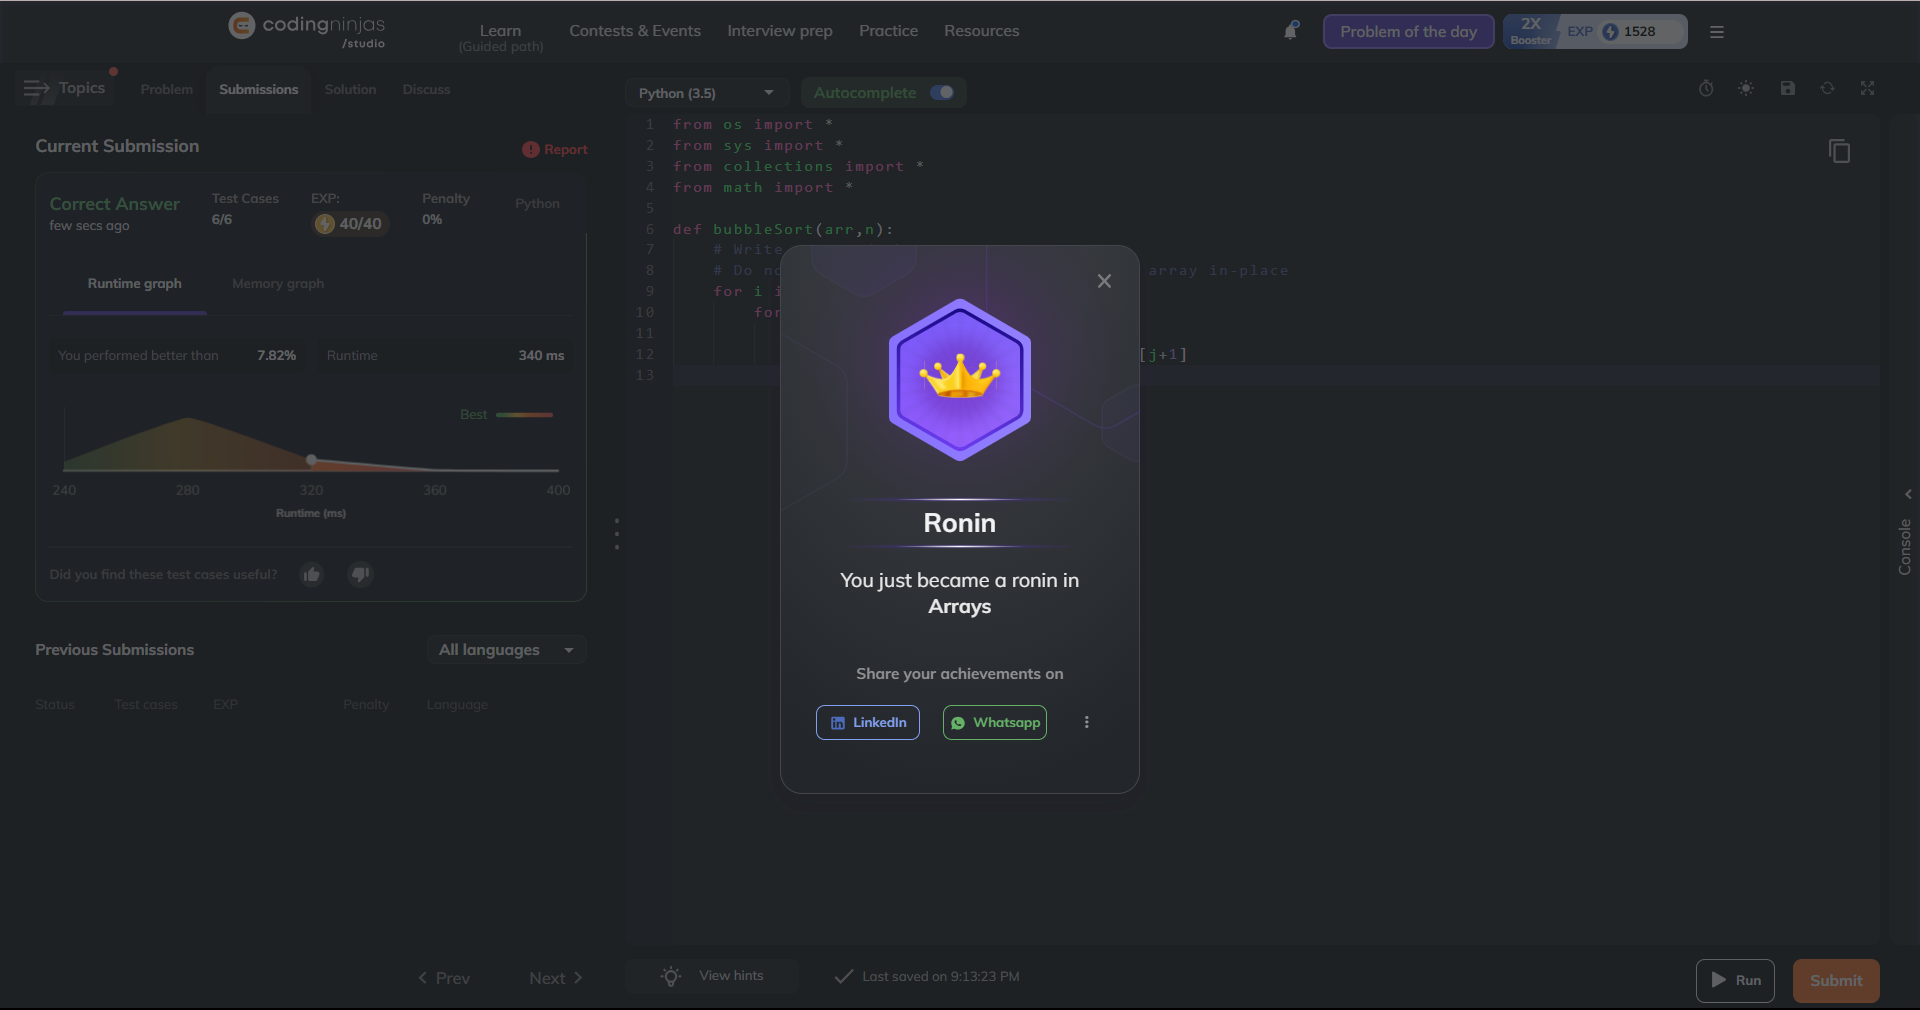 codingninjas
/studio
Learn
(Guided path)
Contests & Events
Interview prep
Practice
Resources
Problem of the day
2X
Booster
EXP
1528
Topics
Problem
Submissions
Solution
Discuss
Python (3.5)
Autocomplete
Current Submission
Report
Correct Answer
few secs ago
Test Cases
6/6
EXP:
40/40
Penalty
0%
Python
Runtime graph
Memory graph
You performed better than
7.82%
Runtime
340 ms
Best
240
280
320
360
400
Runtime (ms)
Did you find these test cases useful?
Previous Submissions
All languages
Status
Test cases
EXP
Penalty
Language
Prev
Next
1 from os import *
2 from sys import *
3 from collections import *
4 from math import *
5
6 def bubbleSort(arr,n):
7 # Write
8 # Do no array in-place
9 for i i
10 for
11
12 [j+1]
13
Ronin
You just became a ronin in
Arrays
Share your achievements on
LinkedIn
Whatsapp
Console
View hints
Last saved on 9:13:23 PM
Run
Submit